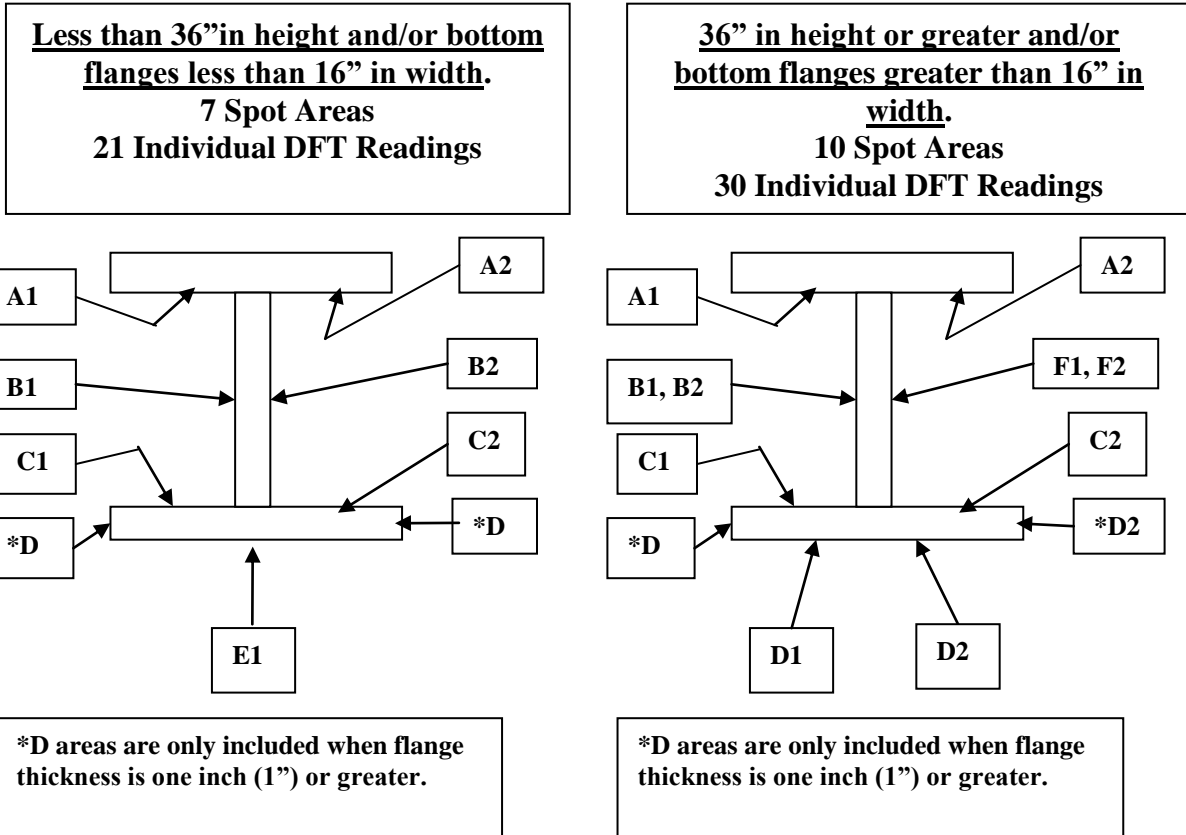 Less than 36”in height and/or bottom
flanges less than 16” in width.
7 Spot Areas
21 Individual DFT Readings
36” in height or greater and/or
bottom flanges greater than 16” in
width.
10 Spot Areas
30 Individual DFT Readings
A1
A2
B1
B2
C1
C2
*D
*D
E1
A1
A2
B1, B2
F1, F2
C1
C2
*D
*D2
D1
D2
*D areas are only included when flange
thickness is one inch (1”) or greater.
*D areas are only included when flange
thickness is one inch (1”) or greater.